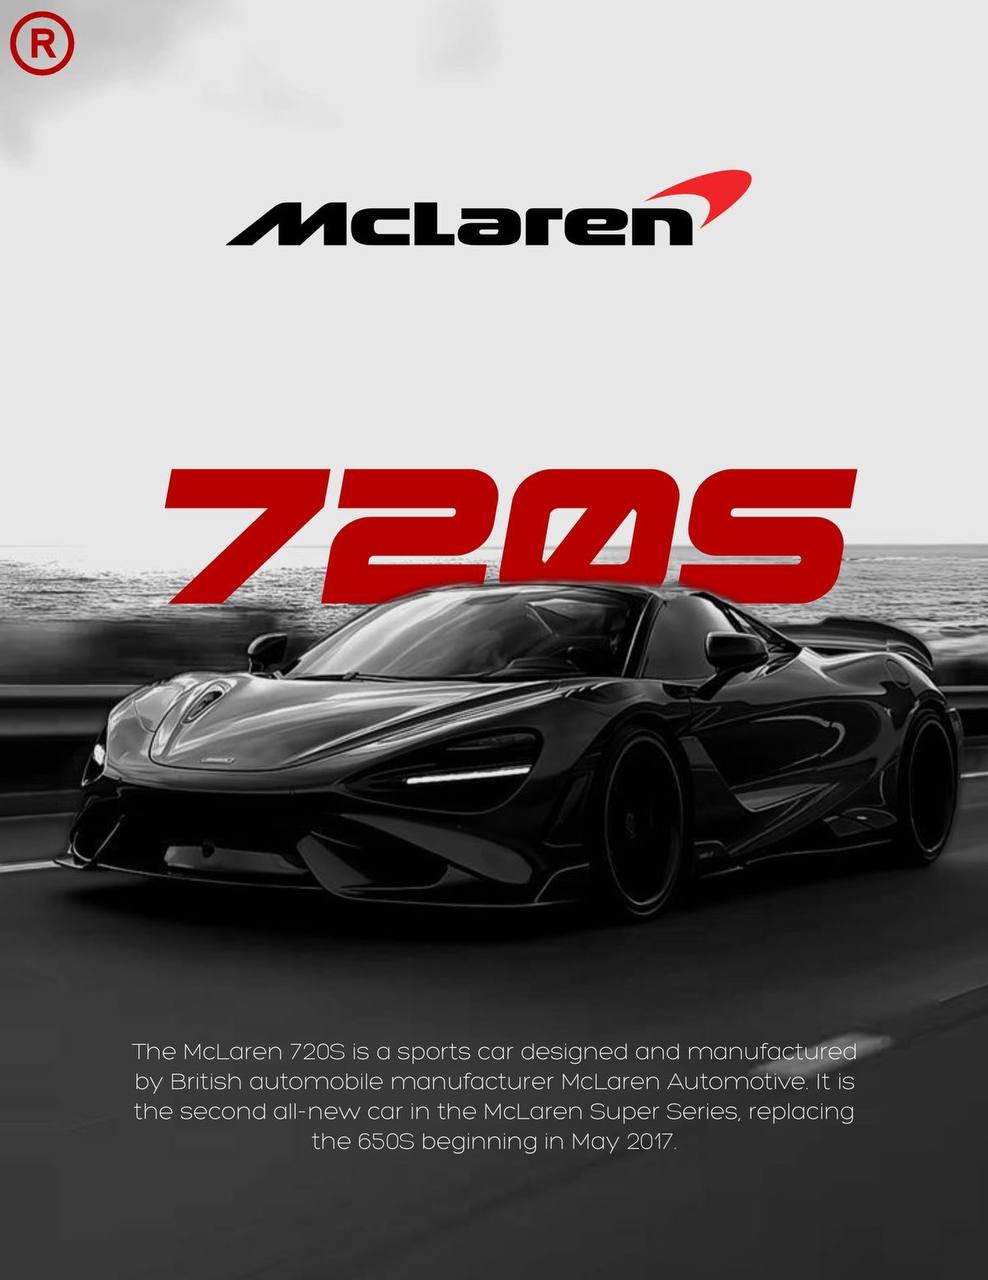 ®
McLaren
720S
The McLaren 720S is a sports car designed and manufactured
by British automobile manufacturer McLaren Automotive. It is
the second all-new car in the McLaren Super Series, replacing
the 650S beginning in May 2017.